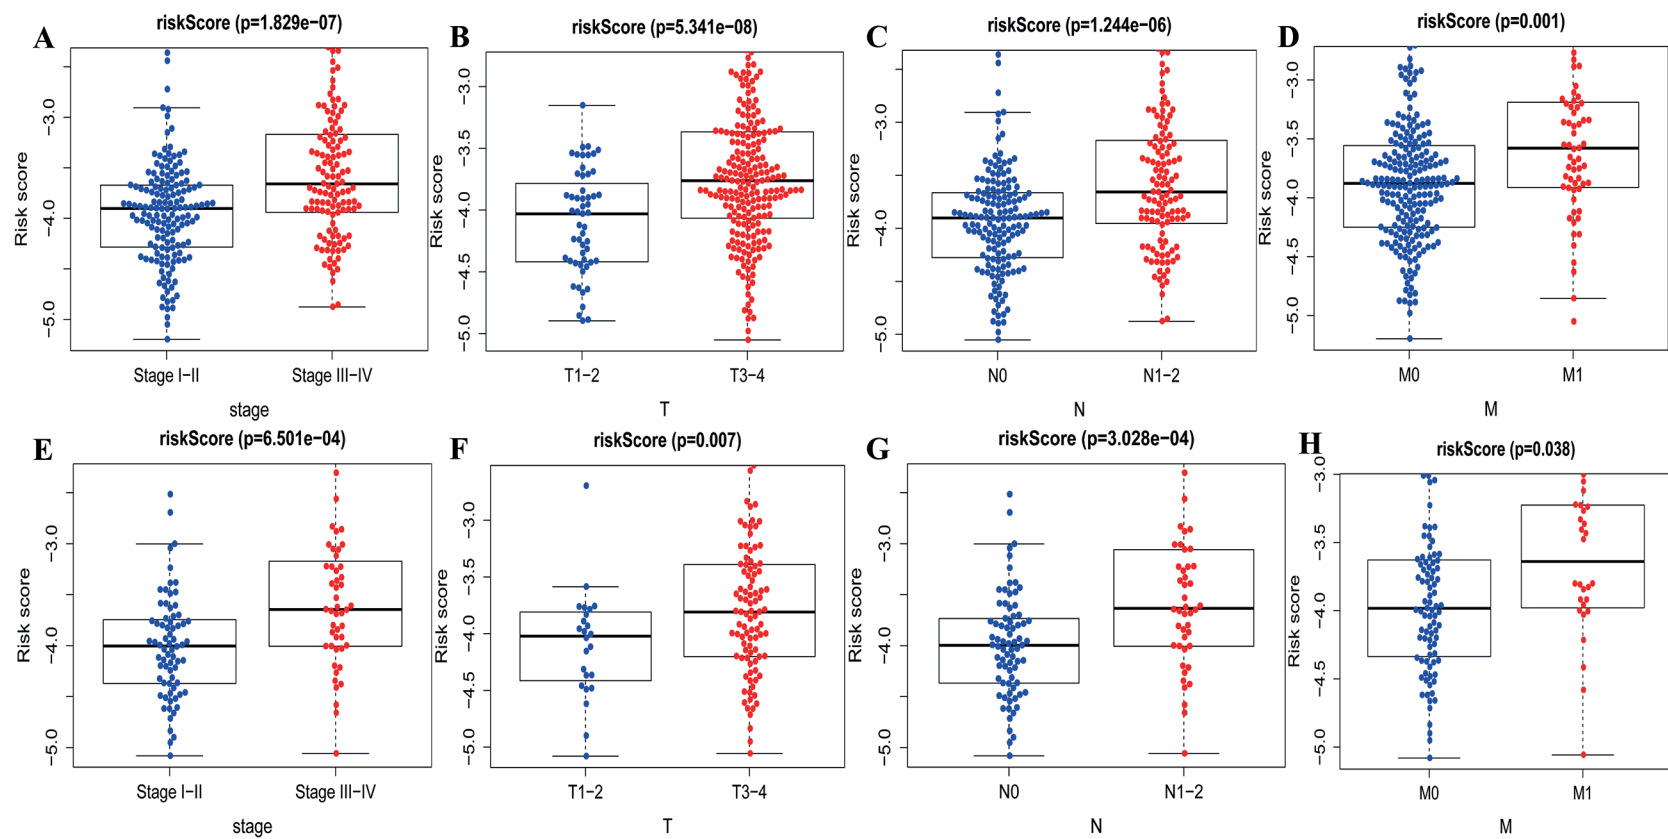 A
riskScore (p=1.829e−07)
Risk score
−3.0
−4.0
−5.0
Stage I−II
Stage III−IV
stage
B
riskScore (p=5.341e−08)
Risk score
−3.0
−3.5
−4.0
−4.5
−5.0
T1−2
T3−4
T
C
riskScore (p=1.244e−06)
Risk score
−3.0
−4.0
−5.0
N0
N1−2
N
D
riskScore (p=0.001)
Risk score
−3.0
−3.5
−4.0
−4.5
−5.0
M0
M1
M
E
riskScore (p=6.501e−04)
Risk score
−3.0
−4.0
−5.0
Stage I−II
Stage III−IV
stage
F
riskScore (p=0.007)
Risk score
−3.0
−3.5
−4.0
−4.5
−5.0
T1−2
T3−4
T
G
riskScore (p=3.028e−04)
Risk score
−3.0
−4.0
−5.0
N0
N1−2
N
H
riskScore (p=0.038)
Risk score
−3.0
−3.5
−4.0
−4.5
−5.0
M0
M1
M